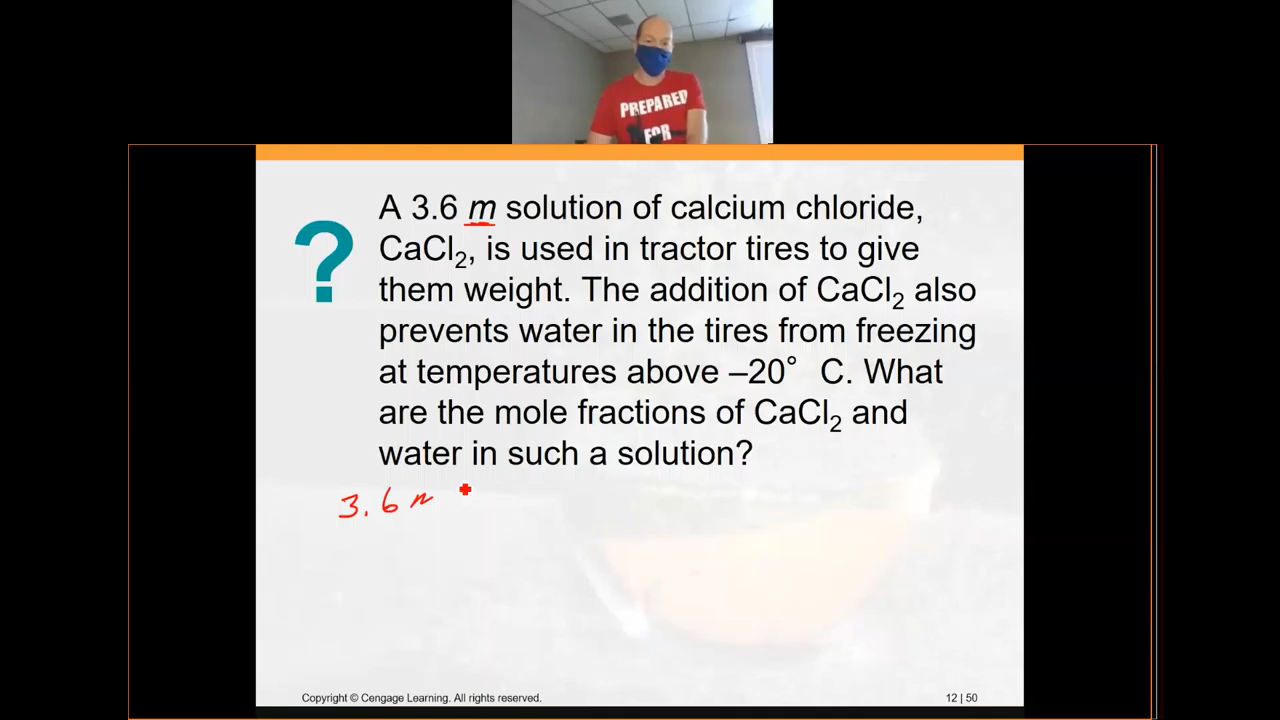 PREPARED
FOR
?
A 3.6 m solution of calcium chloride,
CaCl₂, is used in tractor tires to give
them weight. The addition of CaCl₂ also
prevents water in the tires from freezing
at temperatures above –20° C. What
are the mole fractions of CaCl₂ and
water in such a solution?
3.6 m
Copyright © Cengage Learning. All rights reserved.
12 | 50